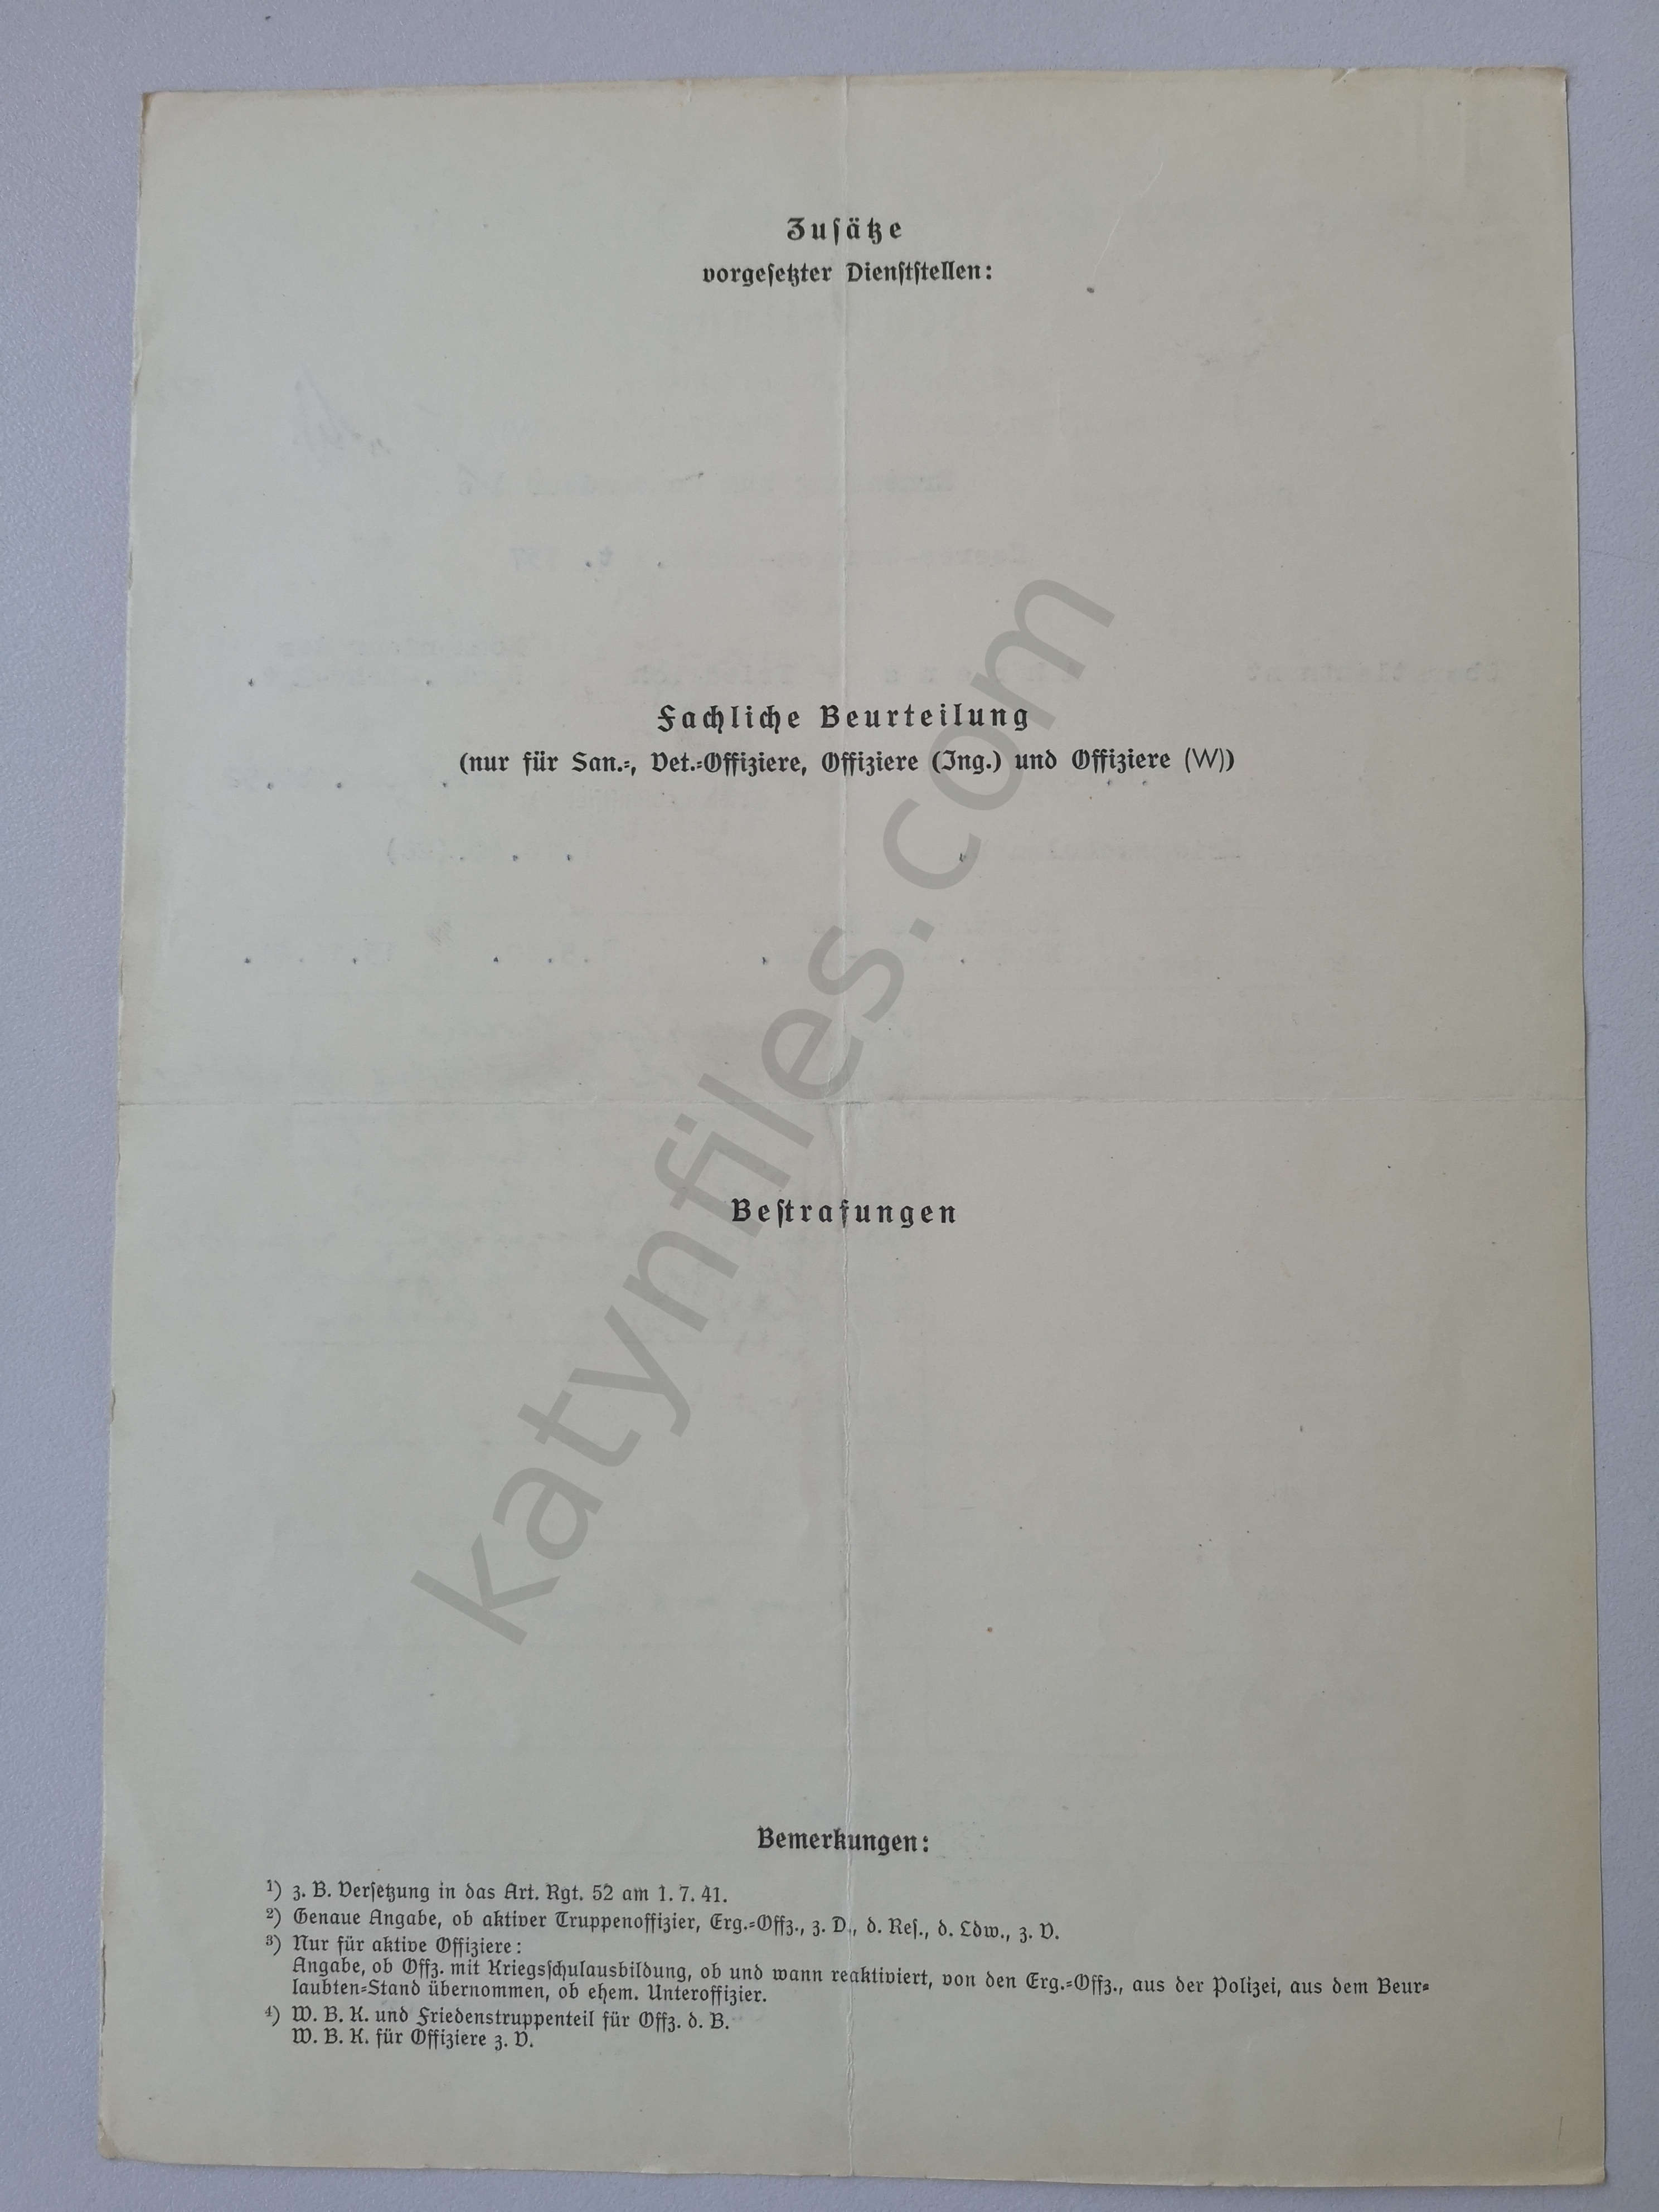 Zusätze
vorgesetzter Dienststellen:
Fachliche Beurteilung
(nur für San.-, Vet.-Offiziere, Offiziere (Ing.) und Offiziere (W))
Bestrafungen
katynfiles.com
Bemerkungen:
¹) z. B. Versetzung in das Art. Rgt. 52 am 1. 7. 41.
²) Genaue Angabe, ob aktiver Truppenoffizier, Erg.-Offz., z. D., d. Res., d. Ldw., z. V.
³) Nur für aktive Offiziere:
Angabe, ob Offz. mit Kriegsschulausbildung, ob und wann reaktiviert, von den Erg.-Offz., aus der Polizei, aus dem Beur-
laubten-Stand übernommen, ob ehem. Unteroffizier.
⁴) W. B. K. und Friedenstruppenteil für Offz. d. B.
W. B. K. für Offiziere z. V.